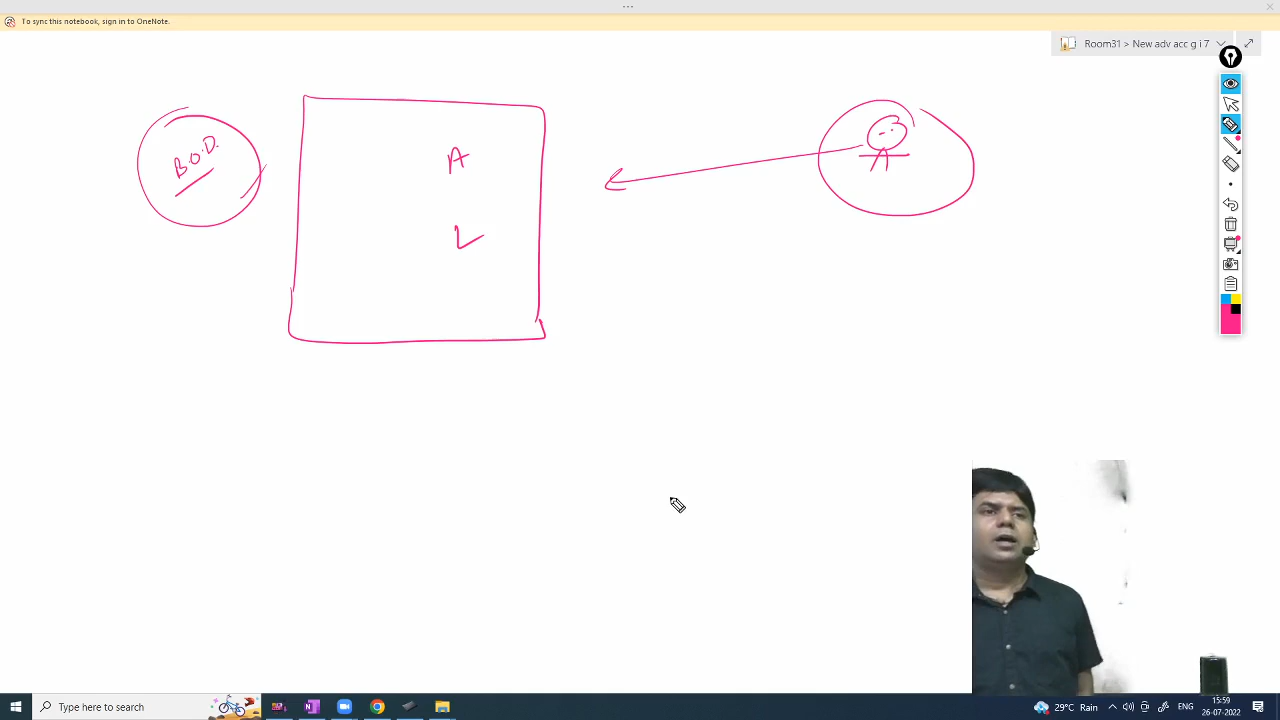 To sync this notebook, sign in to OneNote.
Room31 > New adv acc g i 7
B.O.D.
A
L
Type here to search
29°C Rain
ENG
15:59
26-07-2022